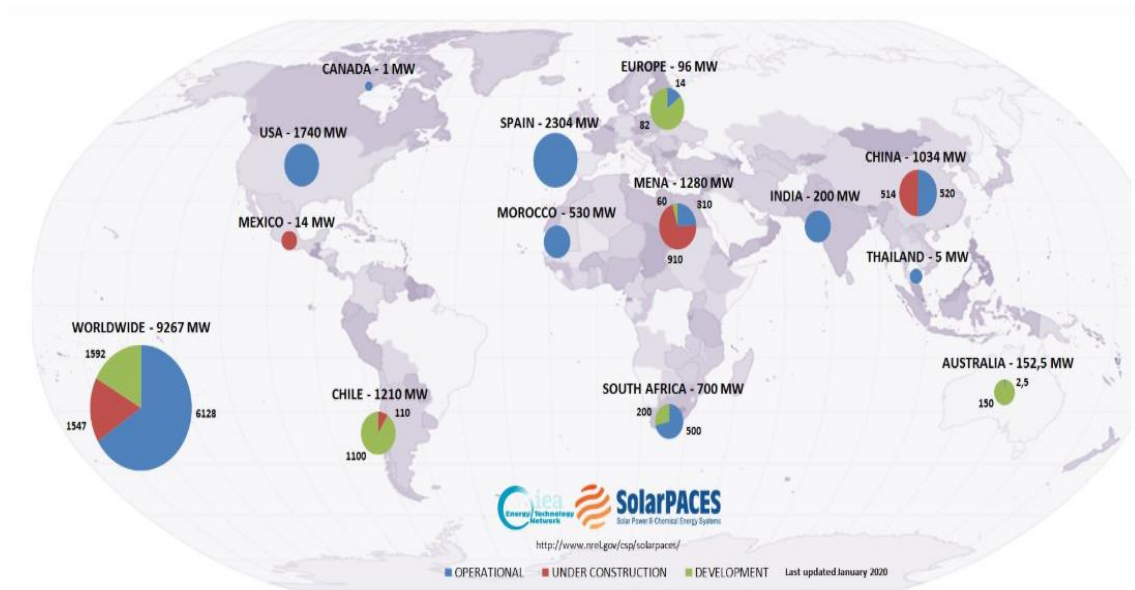 CANADA - 1 MW
EUROPE - 96 MW
14
82
USA - 1740 MW
SPAIN - 2304 MW
CHINA - 1034 MW
514
520
MENA - 1280 MW
60
310
910
INDIA - 200 MW
MOROCCO - 530 MW
MEXICO - 14 MW
THAILAND - 5 MW
WORLDWIDE - 9267 MW
1592
1547
6128
AUSTRALIA - 152,5 MW
2,5
150
CHILE - 1210 MW
110
1100
SOUTH AFRICA - 700 MW
200
500
iea
Energy Technology
Network
SolarPACES
Solar Power & Chemical Energy Systems
http://www.nrel.gov/csp/solarpaces/
OPERATIONAL UNDER CONSTRUCTION DEVELOPMENT Last updated January 2020